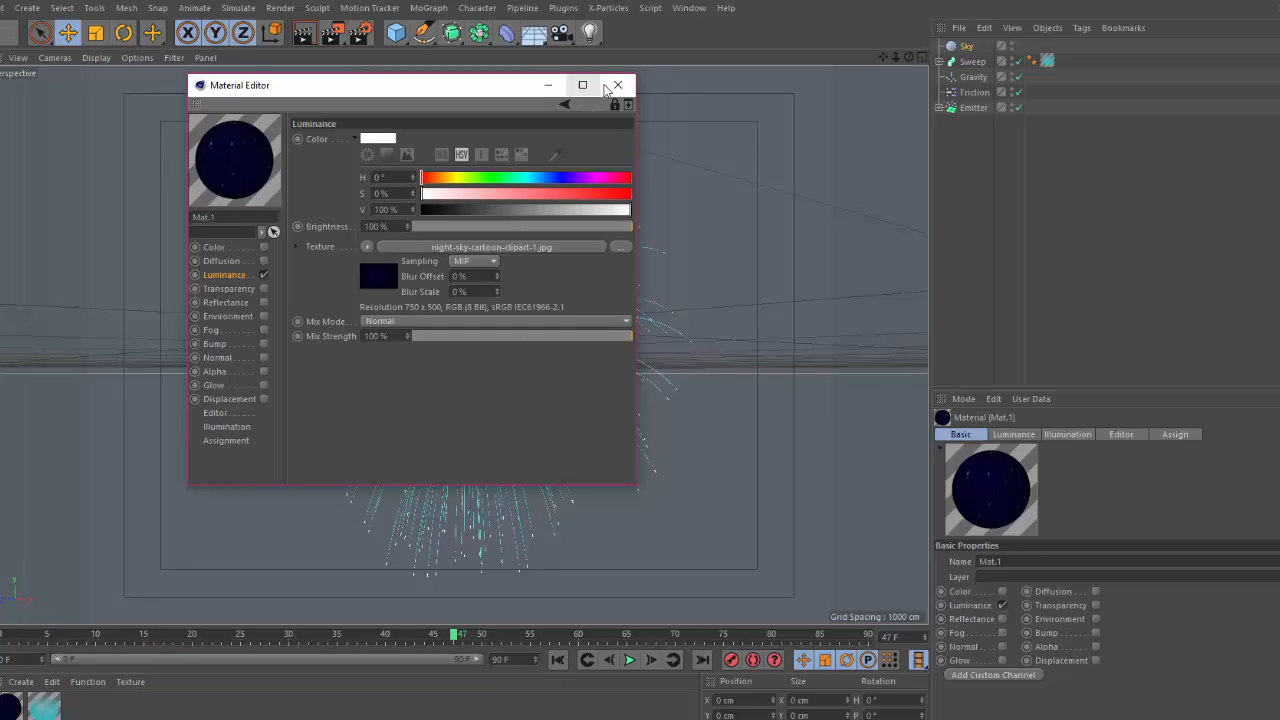 Create Select Tools Mesh Snap Animate Simulate Render Sculpt Motion Tracker MoGraph Character Pipeline Plugins X-Particles Script Window Help
File Edit View Objects Tags Bookmarks
X Y Z
Sky
View Cameras Display Options Filter Panel
Sweep
Gravity
Friction
Emitter
Perspective
Material Editor
Luminance
Color
HSV
H 0 °
S 0 %
V 100 %
Brightness 100 %
Texture night-sky-cartoon-clipart-1.jpg ...
Sampling MIP
Blur Offset 0 %
Blur Scale 0 %
Resolution 750 x 500, RGB (8 Bit), sRGB IEC61966-2.1
Mix Mode Normal
Mix Strength 100 %
Mat.1
Color
Diffusion
Luminance
Transparency
Reflectance
Environment
Fog
Bump
Normal
Alpha
Glow
Displacement
Editor
Illumination
Assignment
Mode Edit User Data
Material [Mat.1]
Basic Luminance Illumination Editor Assign
Basic Properties
Name Mat.1
Layer
Color Diffusion
Luminance Transparency
Reflectance Environment
Fog Bump
Normal Alpha
Glow Displacement
Add Custom Channel
Grid Spacing : 1000 cm
5 10 15 20 25 30 35 40 45 47 50 55 60 65 70 75 80 85 90 47 F
0 F 0 F 90 F 90 F
Create Edit Function Texture
Position Size Rotation
X 0 cm X 0 cm H 0 °
Y 0 cm Y 0 cm P 0 °